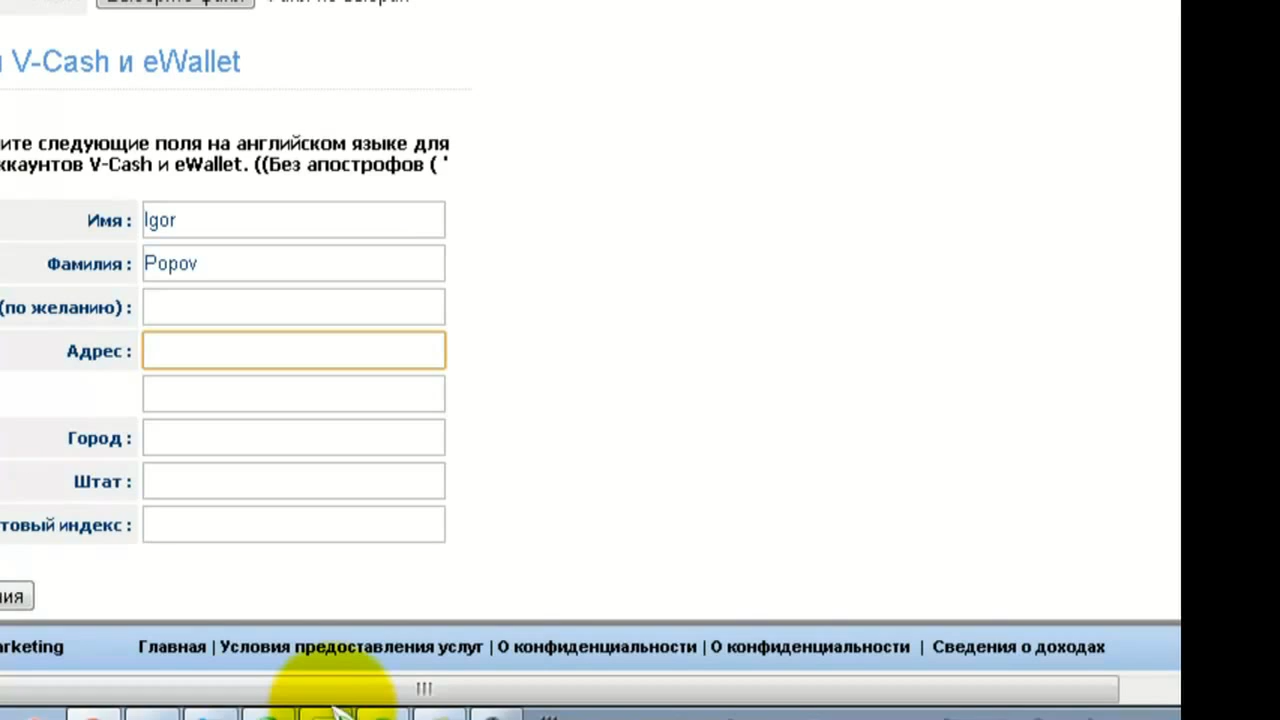 V-Cash и eWallet
ите следующие поля на английском языке для
ккаунтов V-Cash и eWallet. ((Без апострофов ( '
Имя : Igor
Фамилия : Popov
(по желанию) :
Адрес :
Город :
Штат :
товый индекс :
ния
rketing Главная | Условия предоставления услуг | О конфиденциальности | О конфиденциальности | Сведения о доходах